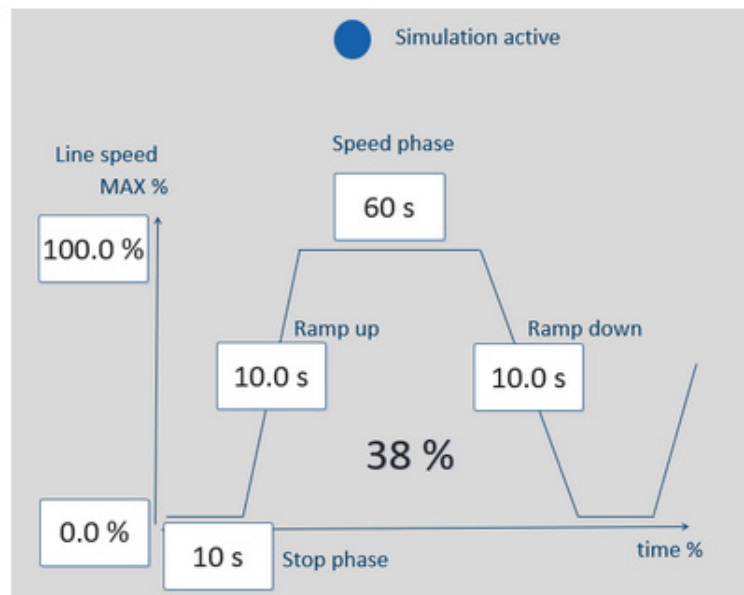 Simulation active
Speed phase
Line speed
MAX %
60 s
100.0 %
Ramp up
Ramp down
10.0 s
10.0 s
38 %
0.0 %
10 s
Stop phase
time %